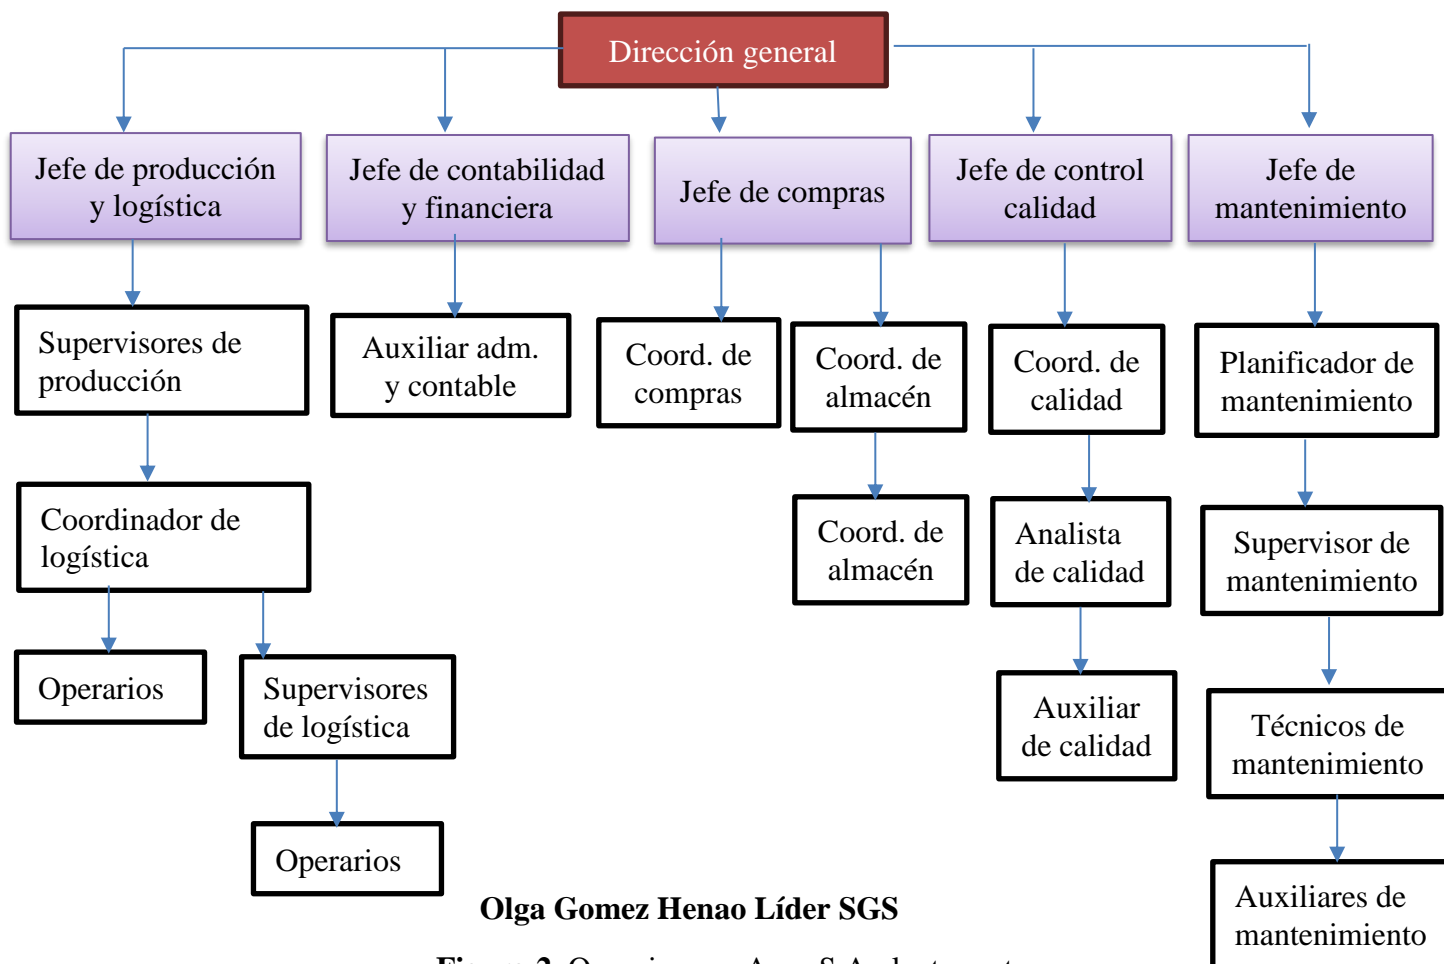 Dirección general
Jefe de producción
y logística
Jefe de contabilidad
y financiera
Jefe de compras
Jefe de control
calidad
Jefe de
mantenimiento
Supervisores de
producción
Auxiliar adm.
y contable
Coord. de
compras
Coord. de
almacén
Coord. de
calidad
Planificador de
mantenimiento
Coordinador de
logística
Coord. de
almacén
Analista
de calidad
Supervisor de
mantenimiento
Operarios
Supervisores
de logística
Auxiliar
de calidad
Técnicos de
mantenimiento
Operarios
Auxiliares de
mantenimiento
Olga Gomez Henao Líder SGS